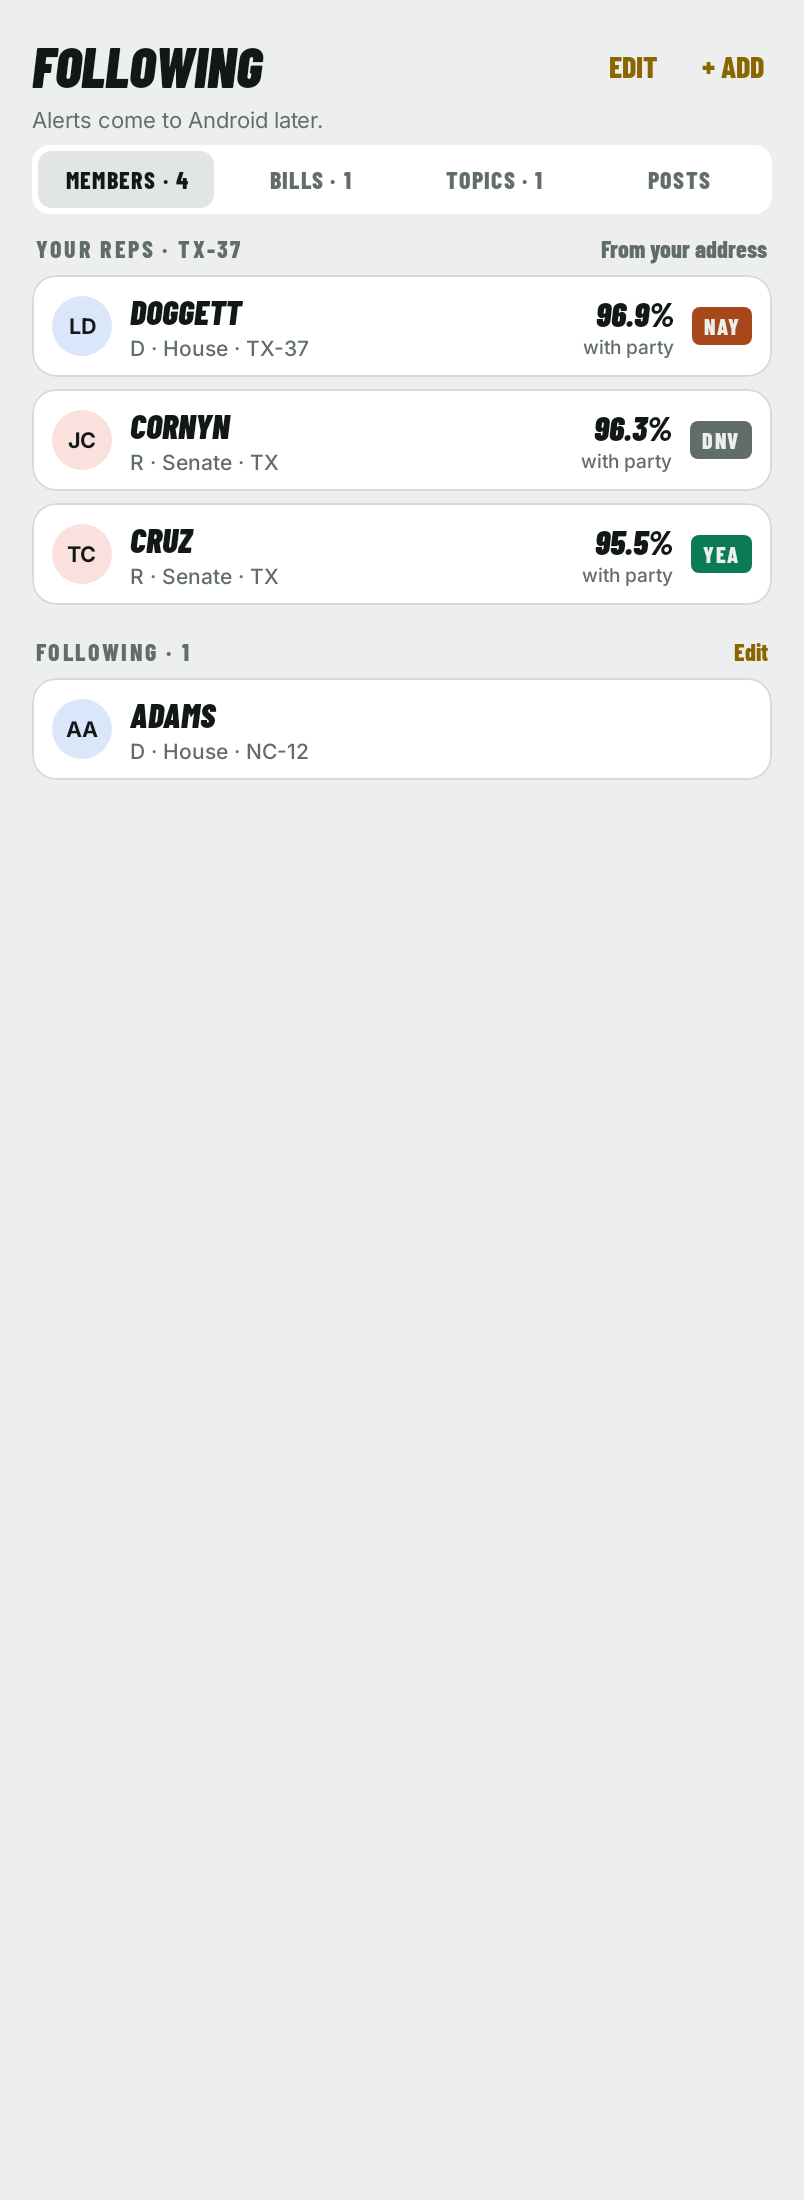 FOLLOWING
EDIT
+ ADD
Alerts come to Android later.
MEMBERS · 4
BILLS · 1
TOPICS · 1
POSTS
YOUR REPS · TX-37
From your address
LD
DOGGETT
D · House · TX-37
96.9%
with party
NAY
JC
CORNYN
R · Senate · TX
96.3%
with party
DNV
TC
CRUZ
R · Senate · TX
95.5%
with party
YEA
FOLLOWING · 1
Edit
AA
ADAMS
D · House · NC-12